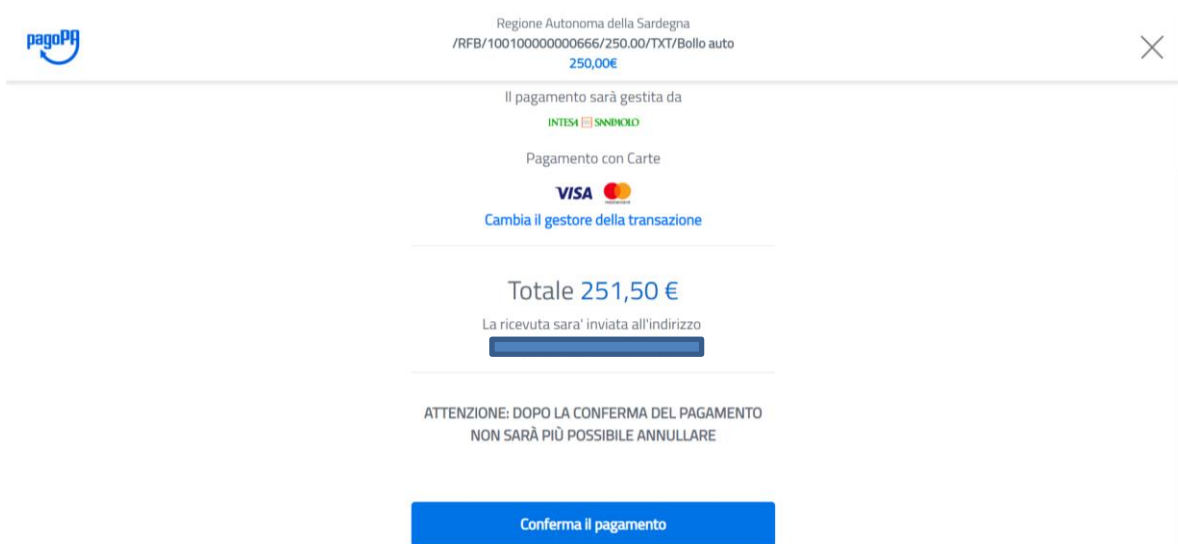 pagoPA
Regione Autonoma della Sardegna
/RFB/100100000000666/250.00/TXT/Bollo auto
250,00€
Il pagamento sarà gestita da
INTESA SANPAOLO
Pagamento con Carte
VISA mastercard
Cambia il gestore della transazione
Totale 251,50 €
La ricevuta sara' inviata all'indirizzo
ATTENZIONE: DOPO LA CONFERMA DEL PAGAMENTO
NON SARÀ PIÙ POSSIBILE ANNULLARE
Conferma il pagamento